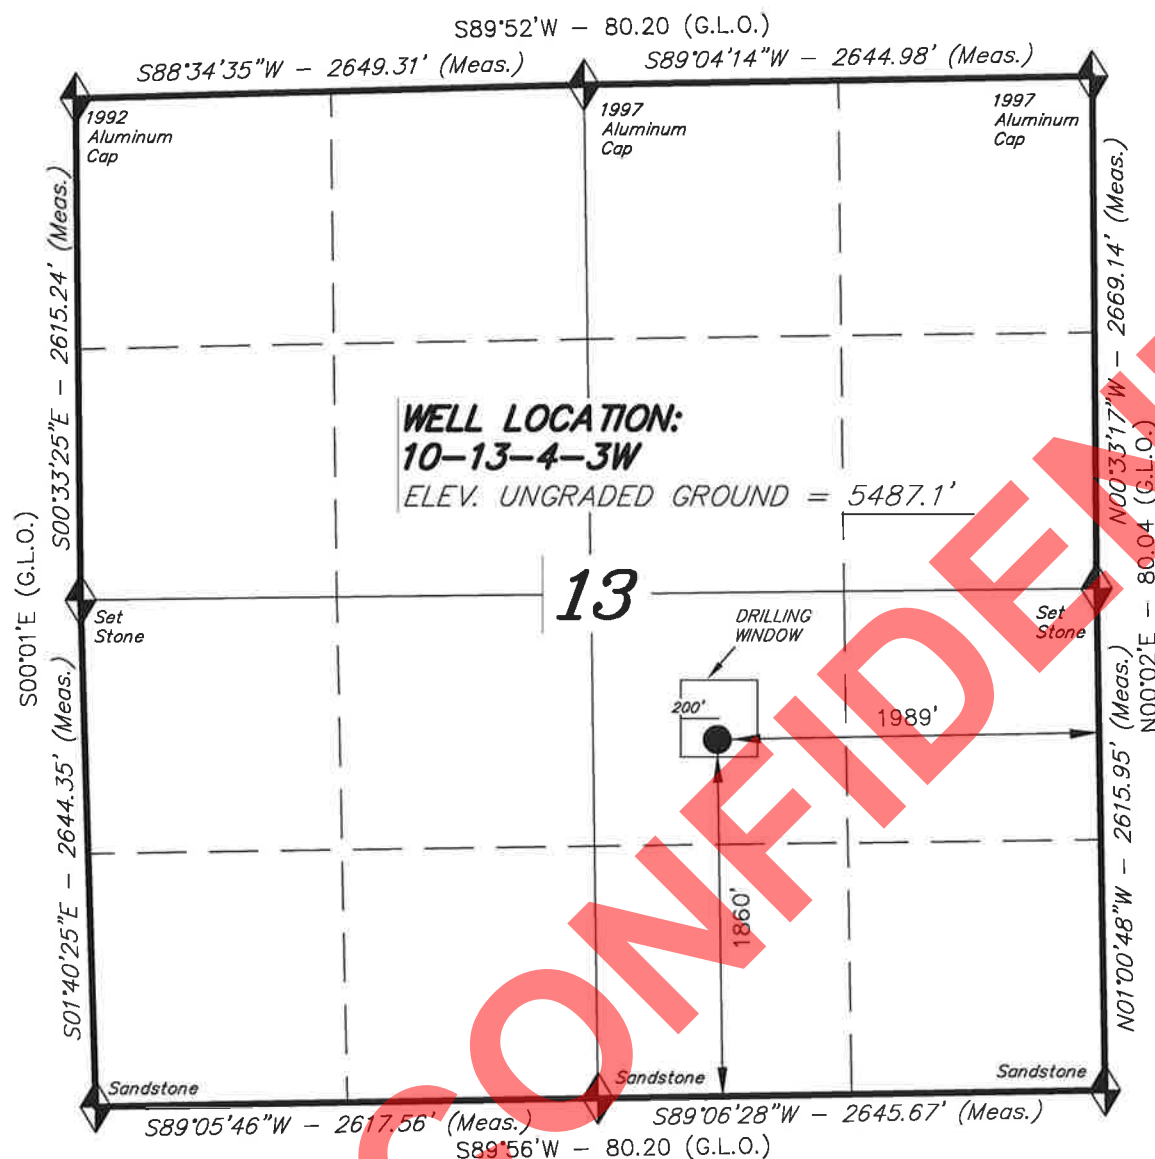 S89°52'W - 80.20 (G.L.O.)
S88°34'35"W - 2649.31' (Meas.)
S89°04'14"W - 2644.98' (Meas.)
1992
Aluminum
Cap
1997
Aluminum
Cap
1997
Aluminum
Cap
S00°33'25"E - 2615.24' (Meas.)
N00°33'17"W - 2669.14' (Meas.)
WELL LOCATION:
10-13-4-3W
ELEV. UNGRADED GROUND = 5487.1'
S00°01'E (G.L.O.)
N00°02'E - 80.04 (G.L.O.)
13
Set
Stone
Set
Stone
DRILLING
WINDOW
200'
1989'
1860'
S01°40'25"E - 2644.35' (Meas.)
N01°00'48"W - 2615.95' (Meas.)
Sandstone
Sandstone
Sandstone
S89°05'46"W - 2617.56' (Meas.)
S89°06'28"W - 2645.67' (Meas.)
S89°56'W - 80.20 (G.L.O.)